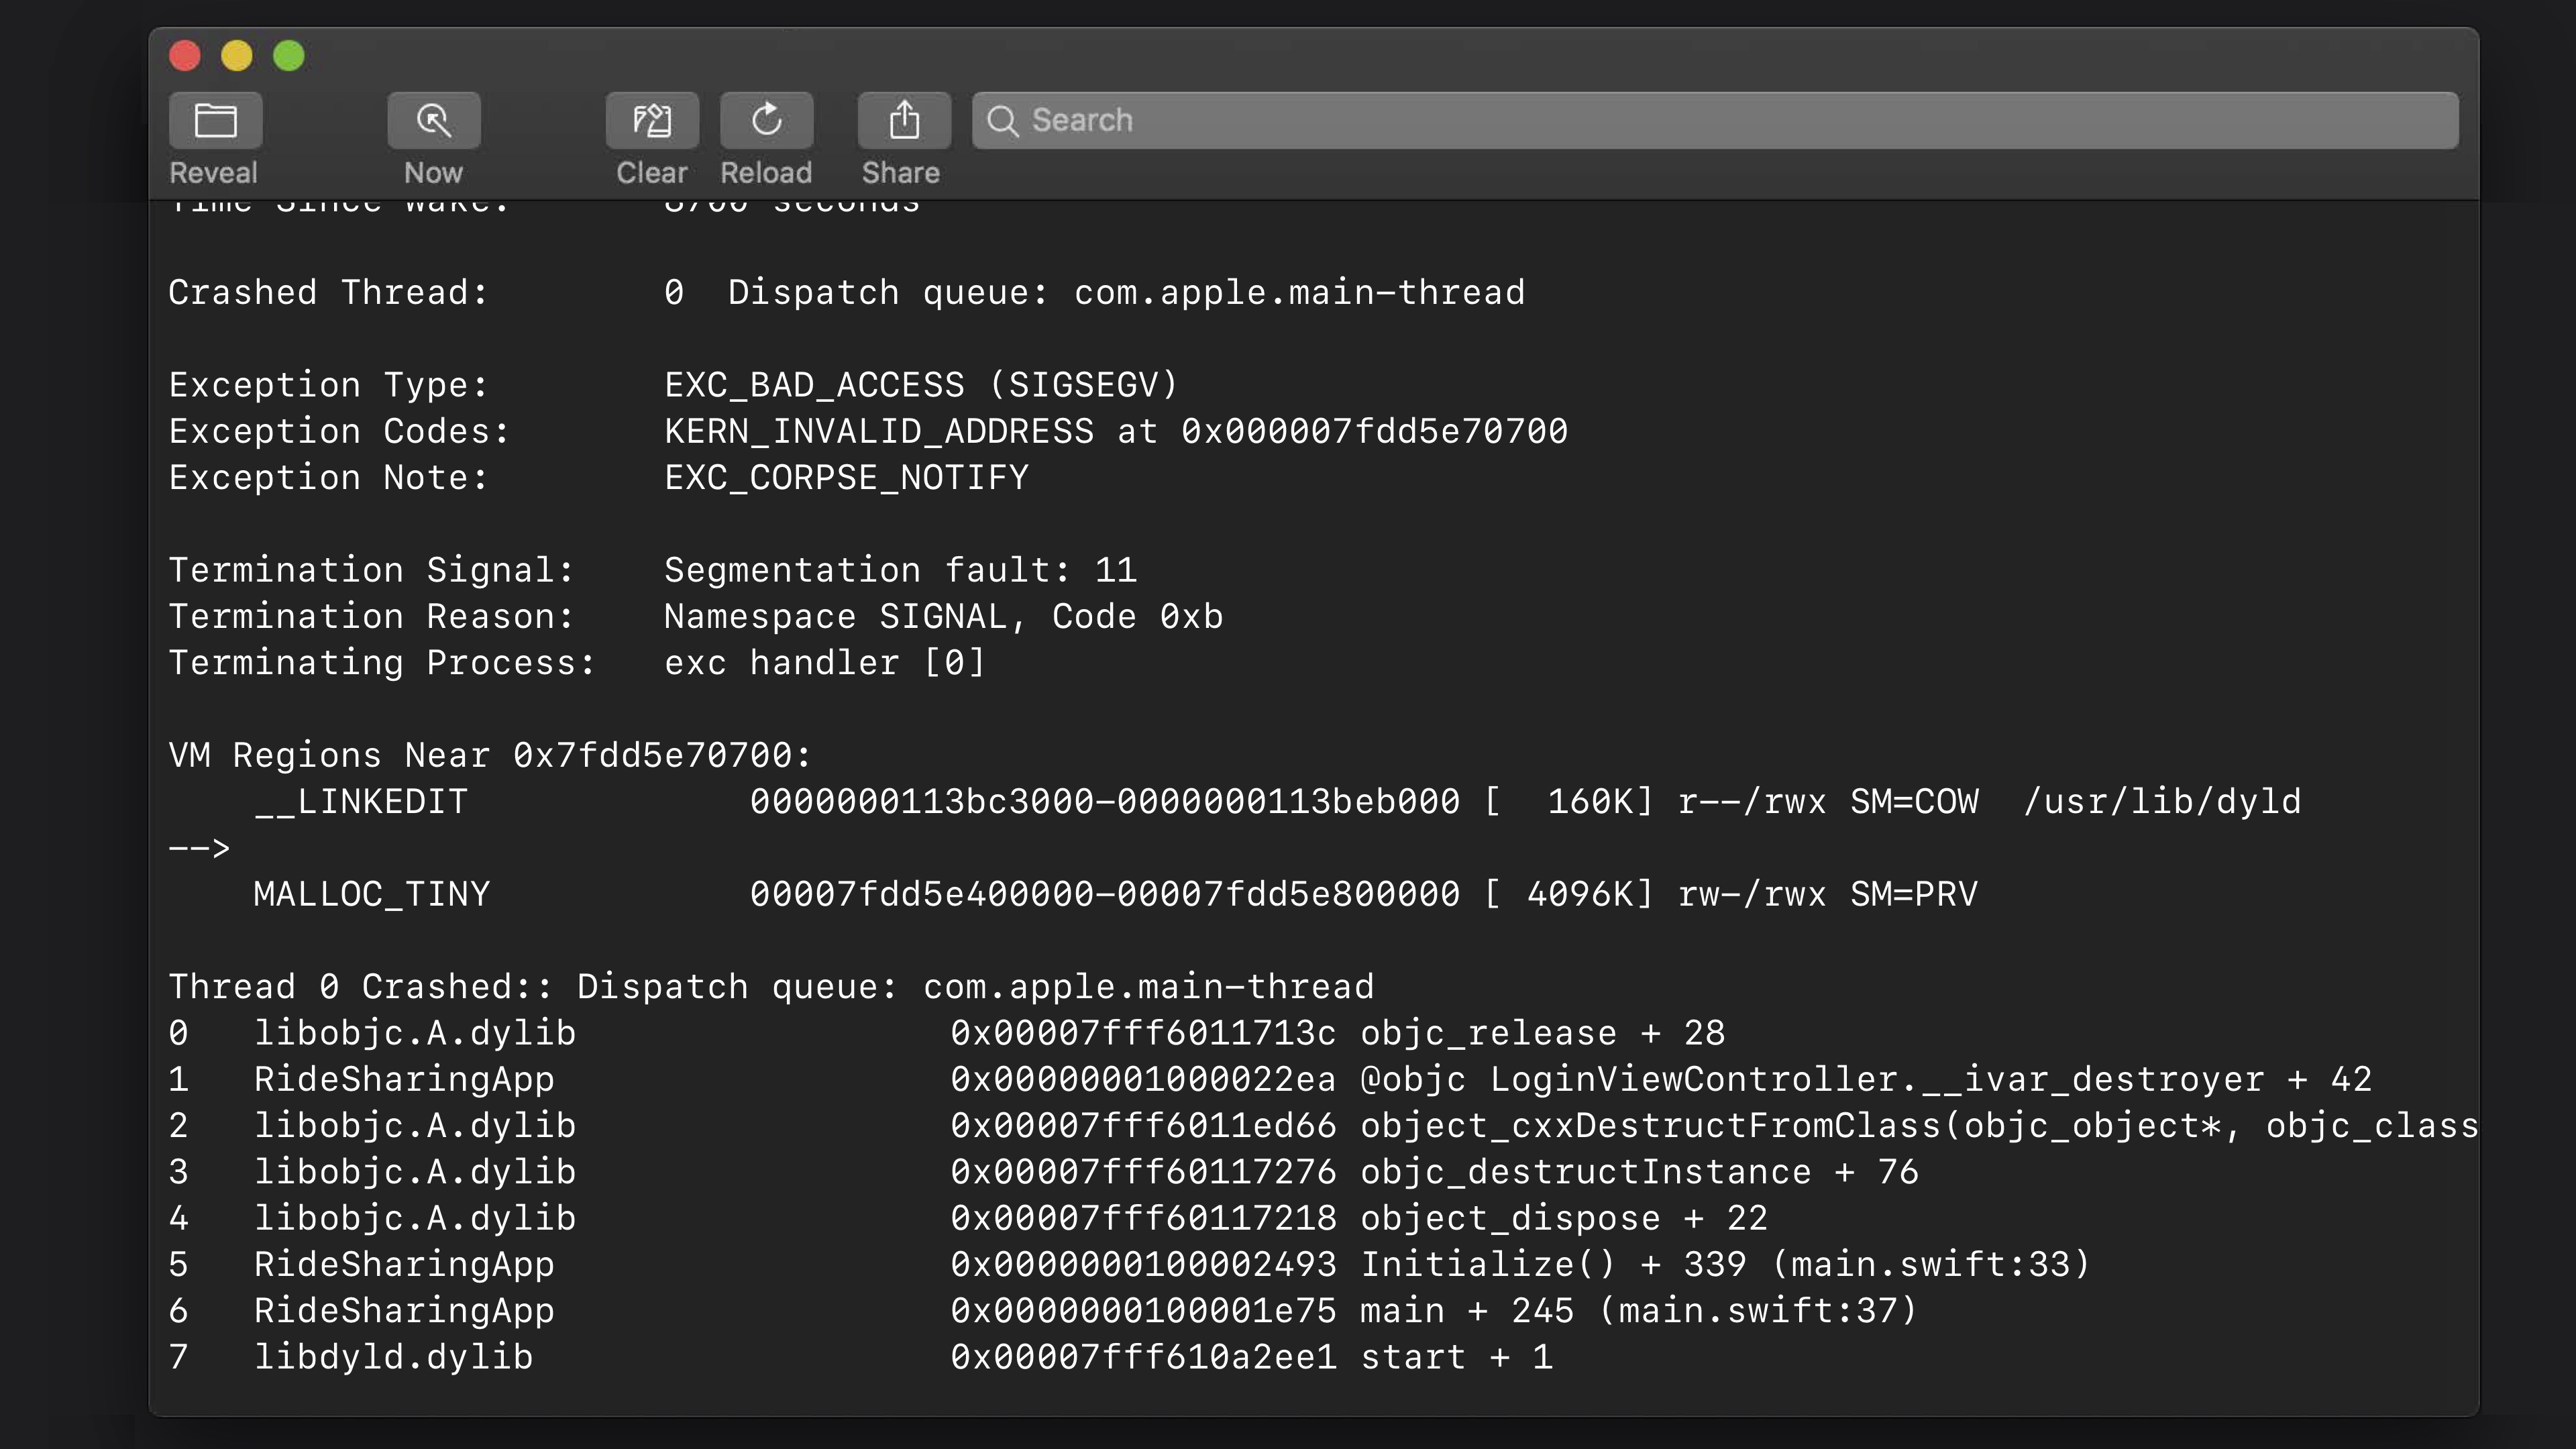 Reveal Now Clear Reload Share Search
Time Since Wake: 8700 seconds
Crashed Thread: 0 Dispatch queue: com.apple.main-thread
Exception Type: EXC_BAD_ACCESS (SIGSEGV)
Exception Codes: KERN_INVALID_ADDRESS at 0x000007fdd5e70700
Exception Note: EXC_CORPSE_NOTIFY
Termination Signal: Segmentation fault: 11
Termination Reason: Namespace SIGNAL, Code 0xb
Terminating Process: exc handler [0]
VM Regions Near 0x7fdd5e70700:
__LINKEDIT 0000000113bc3000-0000000113beb000 [ 160K] r--/rwx SM=COW /usr/lib/dyld
-->
MALLOC_TINY 00007fdd5e400000-00007fdd5e800000 [ 4096K] rw-/rwx SM=PRV
Thread 0 Crashed:: Dispatch queue: com.apple.main-thread
0 libobjc.A.dylib 0x00007fff6011713c objc_release + 28
1 RideSharingApp 0x00000001000022ea @objc LoginViewController.__ivar_destroyer + 42
2 libobjc.A.dylib 0x00007fff6011ed66 object_cxxDestructFromClass(objc_object*, objc_class
3 libobjc.A.dylib 0x00007fff60117276 objc_destructInstance + 76
4 libobjc.A.dylib 0x00007fff60117218 object_dispose + 22
5 RideSharingApp 0x0000000100002493 Initialize() + 339 (main.swift:33)
6 RideSharingApp 0x0000000100001e75 main + 245 (main.swift:37)
7 libdyld.dylib 0x00007fff610a2ee1 start + 1